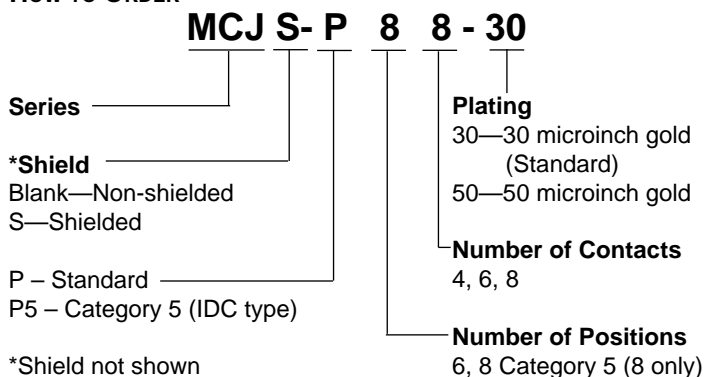 HOW TO ORDER
MCJ S- P 8 8 - 30
Series
*Shield
Blank—Non-shielded
S—Shielded
P – Standard
P5 – Category 5 (IDC type)
*Shield not shown
Plating
30—30 microinch gold
(Standard)
50—50 microinch gold
Number of Contacts
4, 6, 8
Number of Positions
6, 8 Category 5 (8 only)